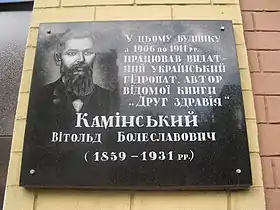 У цьому будинку
з 1906 по 1911 рр.
працював видат-
ний український
гідропат, автор
відомої книги
„Друг здравія"
Камінський
Вітольд Болеславович
(1859-1931 рр.)